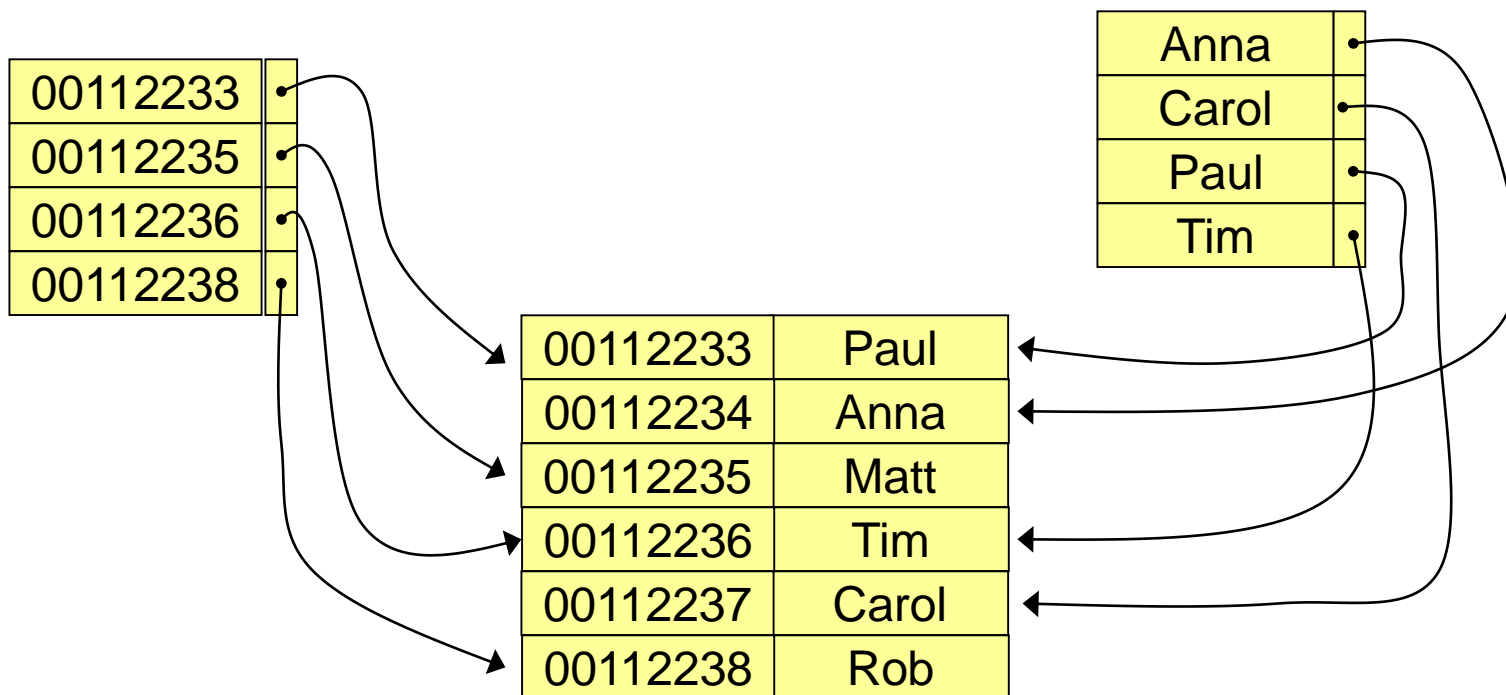 00112233
00112235
00112236
00112238
Anna
Carol
Paul
Tim
00112233 Paul
00112234 Anna
00112235 Matt
00112236 Tim
00112237 Carol
00112238 Rob